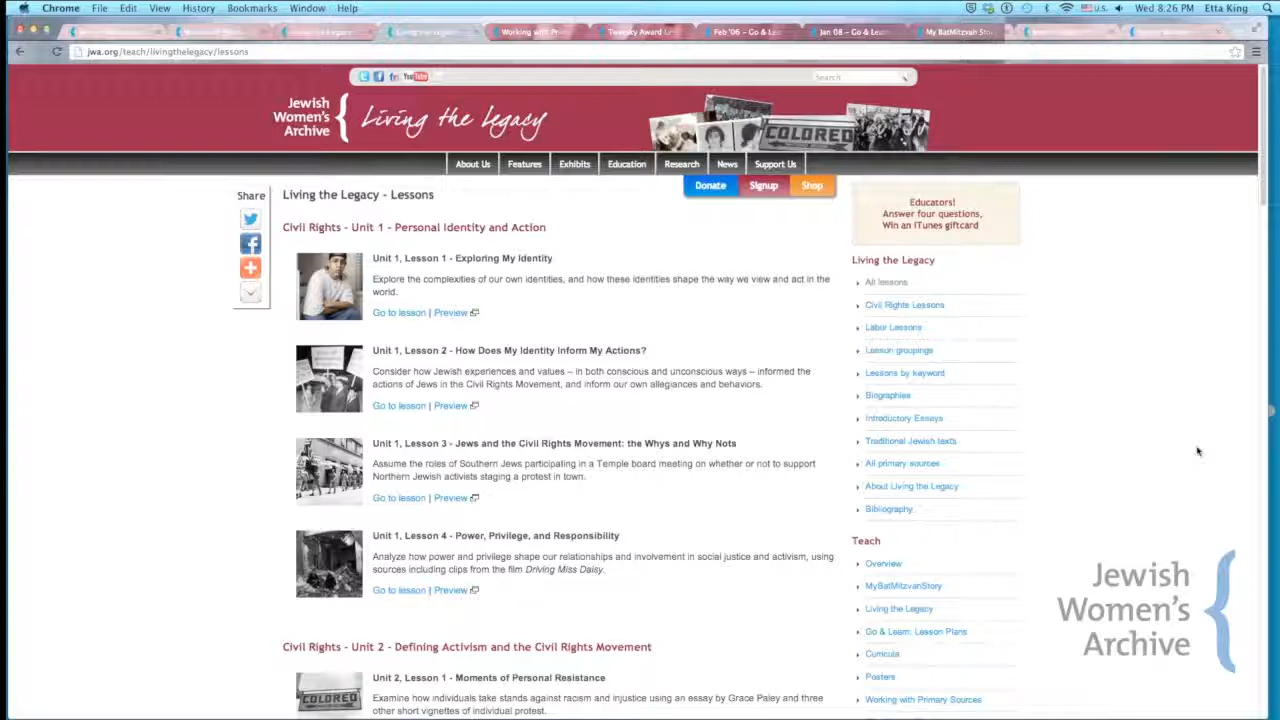 Chrome File Edit View History Bookmarks Window Help
U.S. Wed 8:26 PM Etta King
Working with Pri
Twersky Award
Feb '06 – Go & Le
Jan 08 – Go & Lea
My BatMitzvah Sto
jwa.org/teach/livingthelegacy/lessons
You Tube
Search
Jewish
Women's
Archive
Living the Legacy
COLORED
About Us Features Exhibits Education Research News Support Us
Donate Signup Shop
Share
Living the Legacy - Lessons
Civil Rights - Unit 1 - Personal Identity and Action
Unit 1, Lesson 1 - Exploring My Identity
Explore the complexities of our own identities, and how these identities shape the way we view and act in the
world.
Go to lesson | Preview
Unit 1, Lesson 2 - How Does My Identity Inform My Actions?
Consider how Jewish experiences and values – in both conscious and unconscious ways – informed the
actions of Jews in the Civil Rights Movement, and inform our own allegiances and behaviors.
Go to lesson | Preview
Unit 1, Lesson 3 - Jews and the Civil Rights Movement: the Whys and Why Nots
Assume the roles of Southern Jews participating in a Temple board meeting on whether or not to support
Northern Jewish activists staging a protest in town.
Go to lesson | Preview
Unit 1, Lesson 4 - Power, Privilege, and Responsibility
Analyze how power and privilege shape our relationships and involvement in social justice and activism, using
sources including clips from the film Driving Miss Daisy.
Go to lesson | Preview
Civil Rights - Unit 2 - Defining Activism and the Civil Rights Movement
Unit 2, Lesson 1 - Moments of Personal Resistance
Examine how individuals take stands against racism and injustice using an essay by Grace Paley and three
other short vignettes of individual protest.
COLORED
Educators!
Answer four questions,
Win an iTunes giftcard
Living the Legacy
All lessons
Civil Rights Lessons
Labor Lessons
Lesson groupings
Lessons by keyword
Biographies
Introductory Essays
Traditional Jewish texts
All primary sources
About Living the Legacy
Bibliography
Teach
Overview
MyBatMitzvahStory
Living the Legacy
Go & Learn: Lesson Plans
Curricula
Posters
Working with Primary Sources
Jewish
Women's
Archive